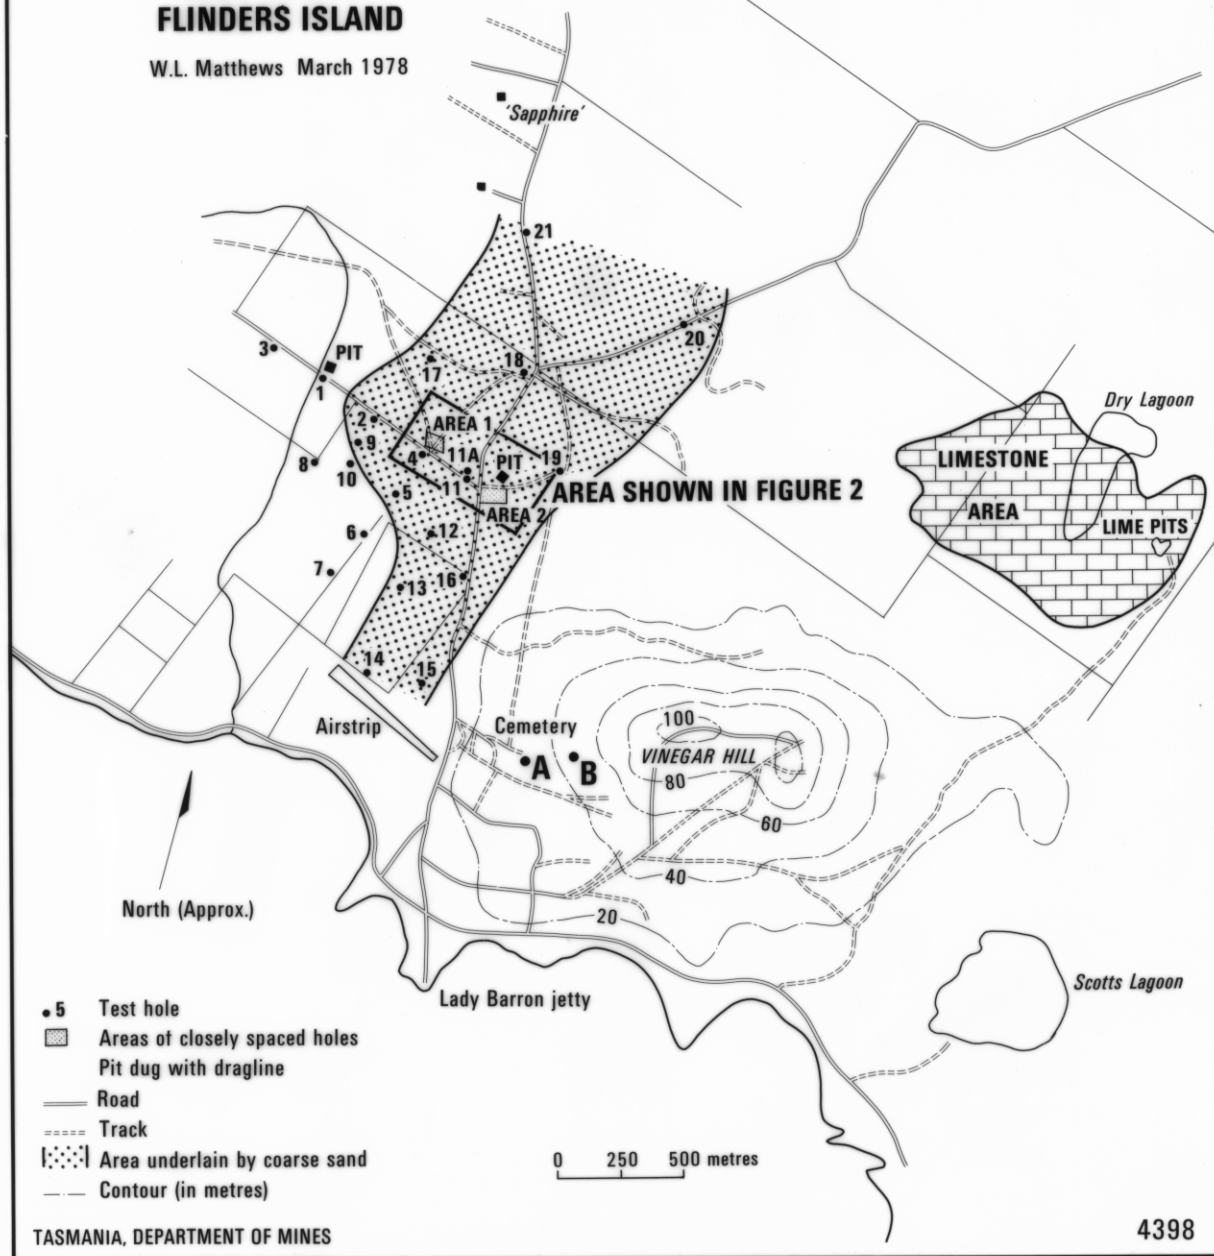 FLINDERS ISLAND
W.L. Matthews March 1978
'Sapphire'
21
20
3
PIT
1
17
18
2
AREA 1
9
4
11A
PIT
19
8
10
11
5
AREA 2
AREA SHOWN IN FIGURE 2
Dry Lagoon
LIMESTONE
AREA
LIME PITS
6
12
7
13
16
14
15
Airstrip
Cemetery
A
B
100
VINEGAR HILL
80
60
40
20
North (Approx.)
Scotts Lagoon
Lady Barron jetty
5 Test hole
Areas of closely spaced holes
Pit dug with dragline
Road
Track
Area underlain by coarse sand
Contour (in metres)
0 250 500 metres
TASMANIA, DEPARTMENT OF MINES
4398